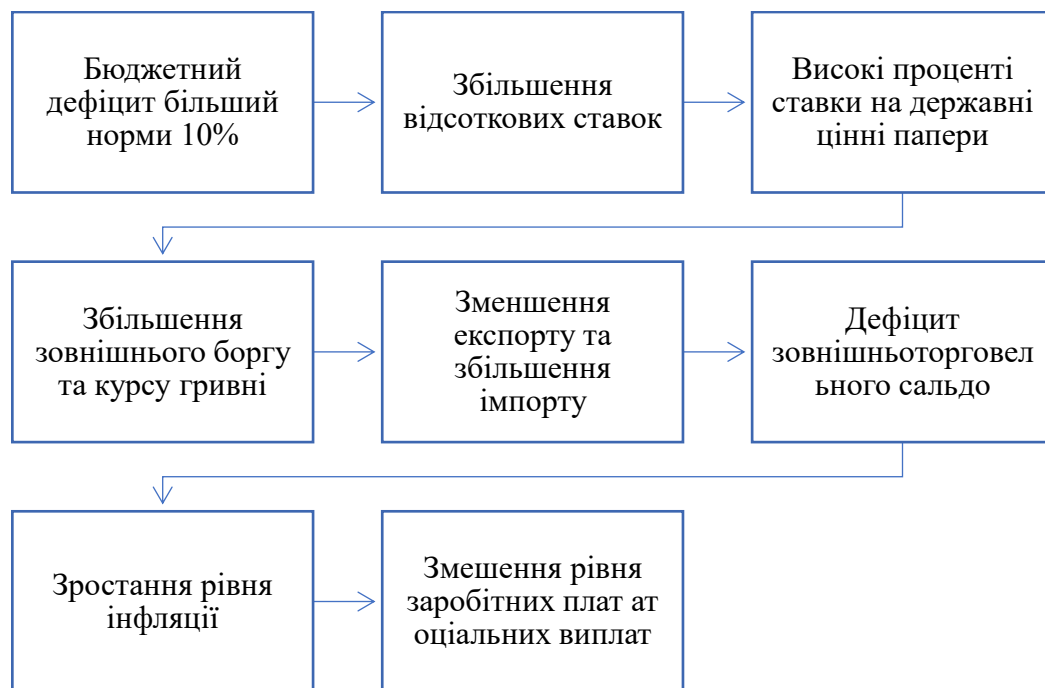 Бюджетний
дефіцит більший
норми 10%
Збільшення
відсоткових ставок
Високі проценті
ставки на державні
цінні папери
Збільшення
зовнішнього боргу
та курсу гривні
Зменшення
експорту та
збільшення
імпорту
Дефіцит
зовнішньоторговел
ьного сальдо
Зростання рівня
інфляції
Змешення рівня
заробітних плат ат
оціальних виплат